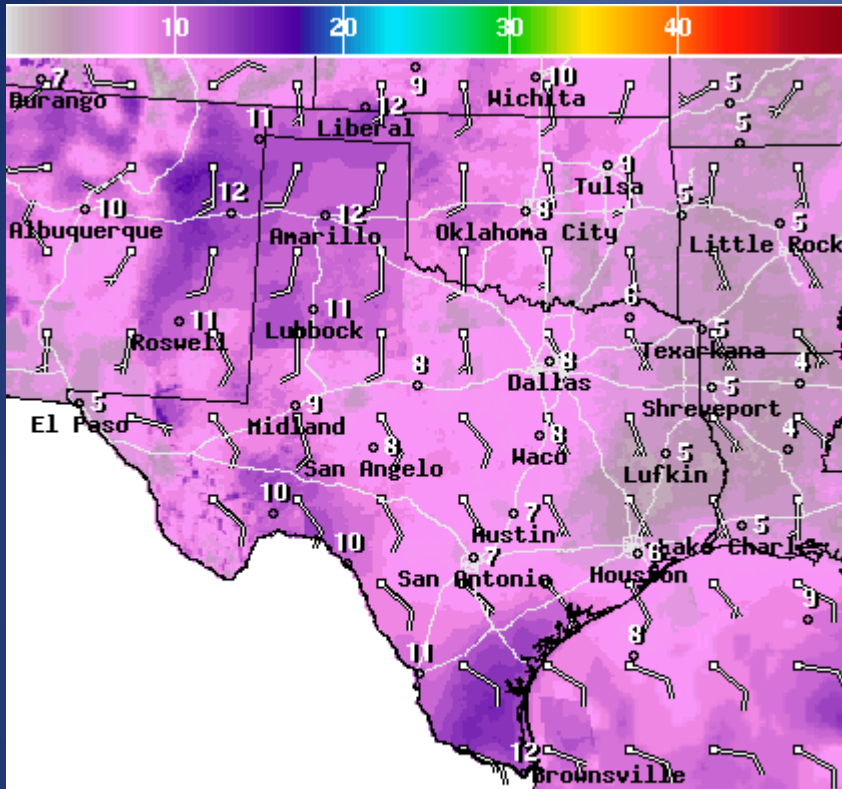 10 20 30 40
7 9 10 5
Durango Wichita
11 12
Liberal
5
9
Tulsa
10 12 12 8 5 5
Albuquerque Amarillo Oklahoma City Little Rock
11 11 6
Roswell Lubbock 5
Texarkana
8 8 4
Dallas
5 9 5
El Paso Midland Shreveport
8 8 5 4
San Angelo Waco Lufkin
10 7 5
Austin Lake Charles
10 7 6
San Antonio Houston
9
8
11
12
Brownsville